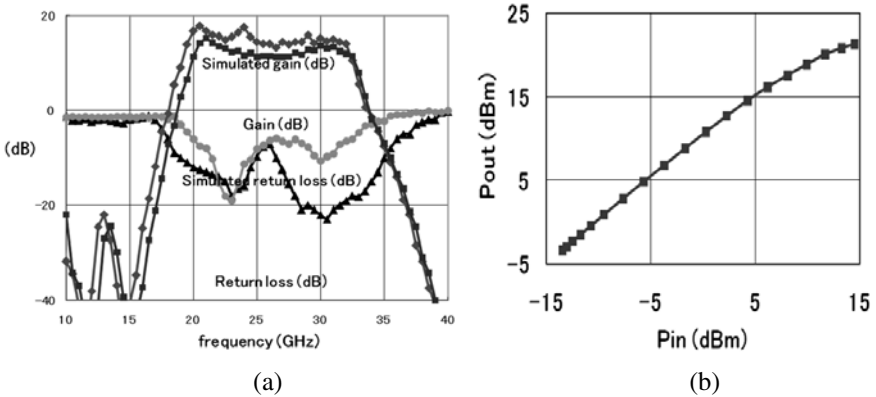 20
0
(dB)
-20
-40
Simulated gain (dB)
Gain (dB)
Simulated return loss (dB)
Return loss (dB)
10 15 20 25 30 35 40
frequency (GHz)
(a)
25
15
5
-5
Pout (dBm)
-15 -5 5 15
Pin (dBm)
(b)